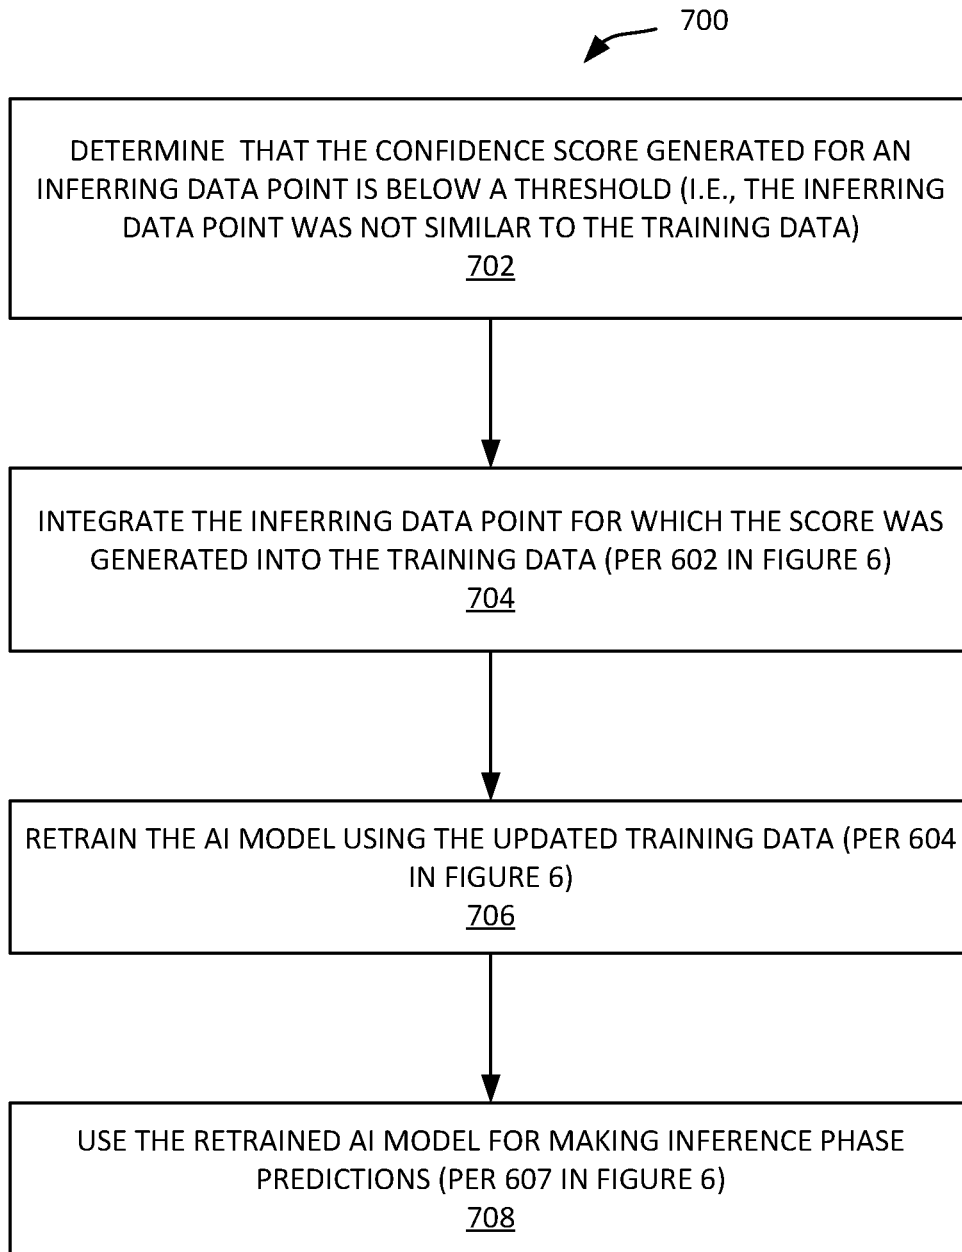 700
DETERMINE THAT THE CONFIDENCE SCORE GENERATED FOR AN
INFERRING DATA POINT IS BELOW A THRESHOLD (I.E., THE INFERRING
DATA POINT WAS NOT SIMILAR TO THE TRAINING DATA)
702
INTEGRATE THE INFERRING DATA POINT FOR WHICH THE SCORE WAS
GENERATED INTO THE TRAINING DATA (PER 602 IN FIGURE 6)
704
RETRAIN THE AI MODEL USING THE UPDATED TRAINING DATA (PER 604
IN FIGURE 6)
706
USE THE RETRAINED AI MODEL FOR MAKING INFERENCE PHASE
PREDICTIONS (PER 607 IN FIGURE 6)
708